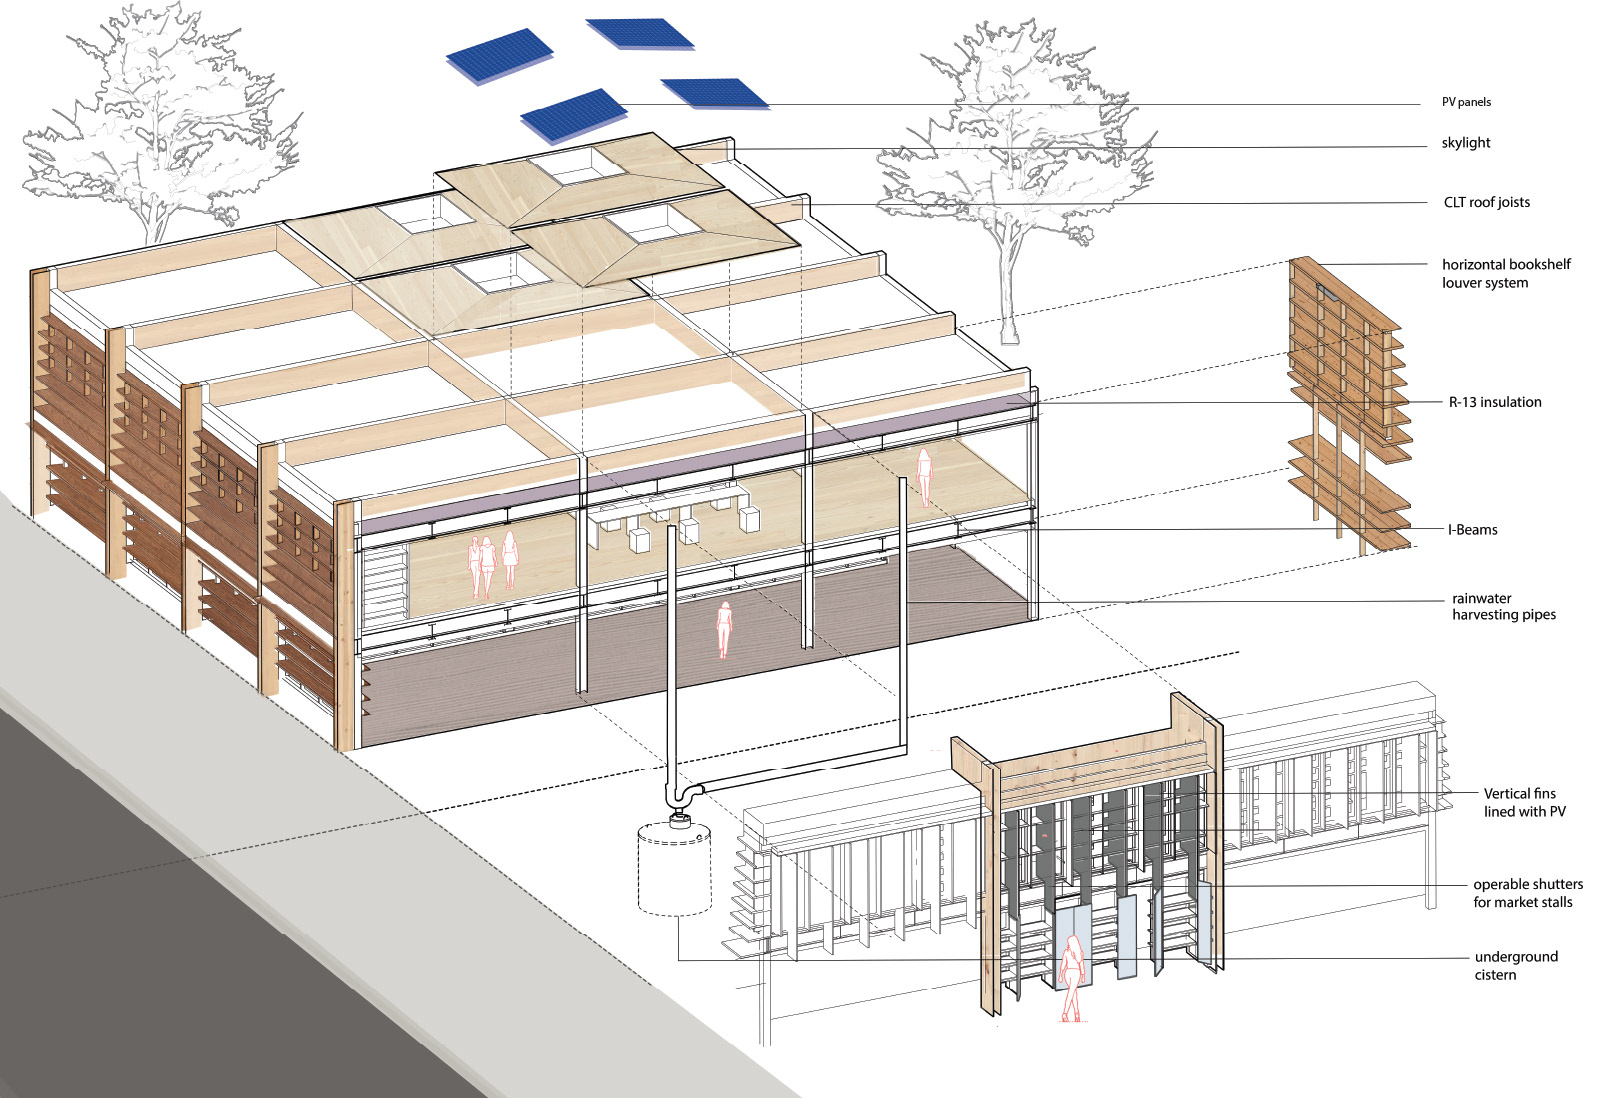 PV panels
skylight
CLT roof joists
horizontal bookshelf
louver system
R-13 insulation
I-Beams
rainwater
harvesting pipes
Vertical fins
lined with PV
operable shutters
for market stalls
underground
cistern